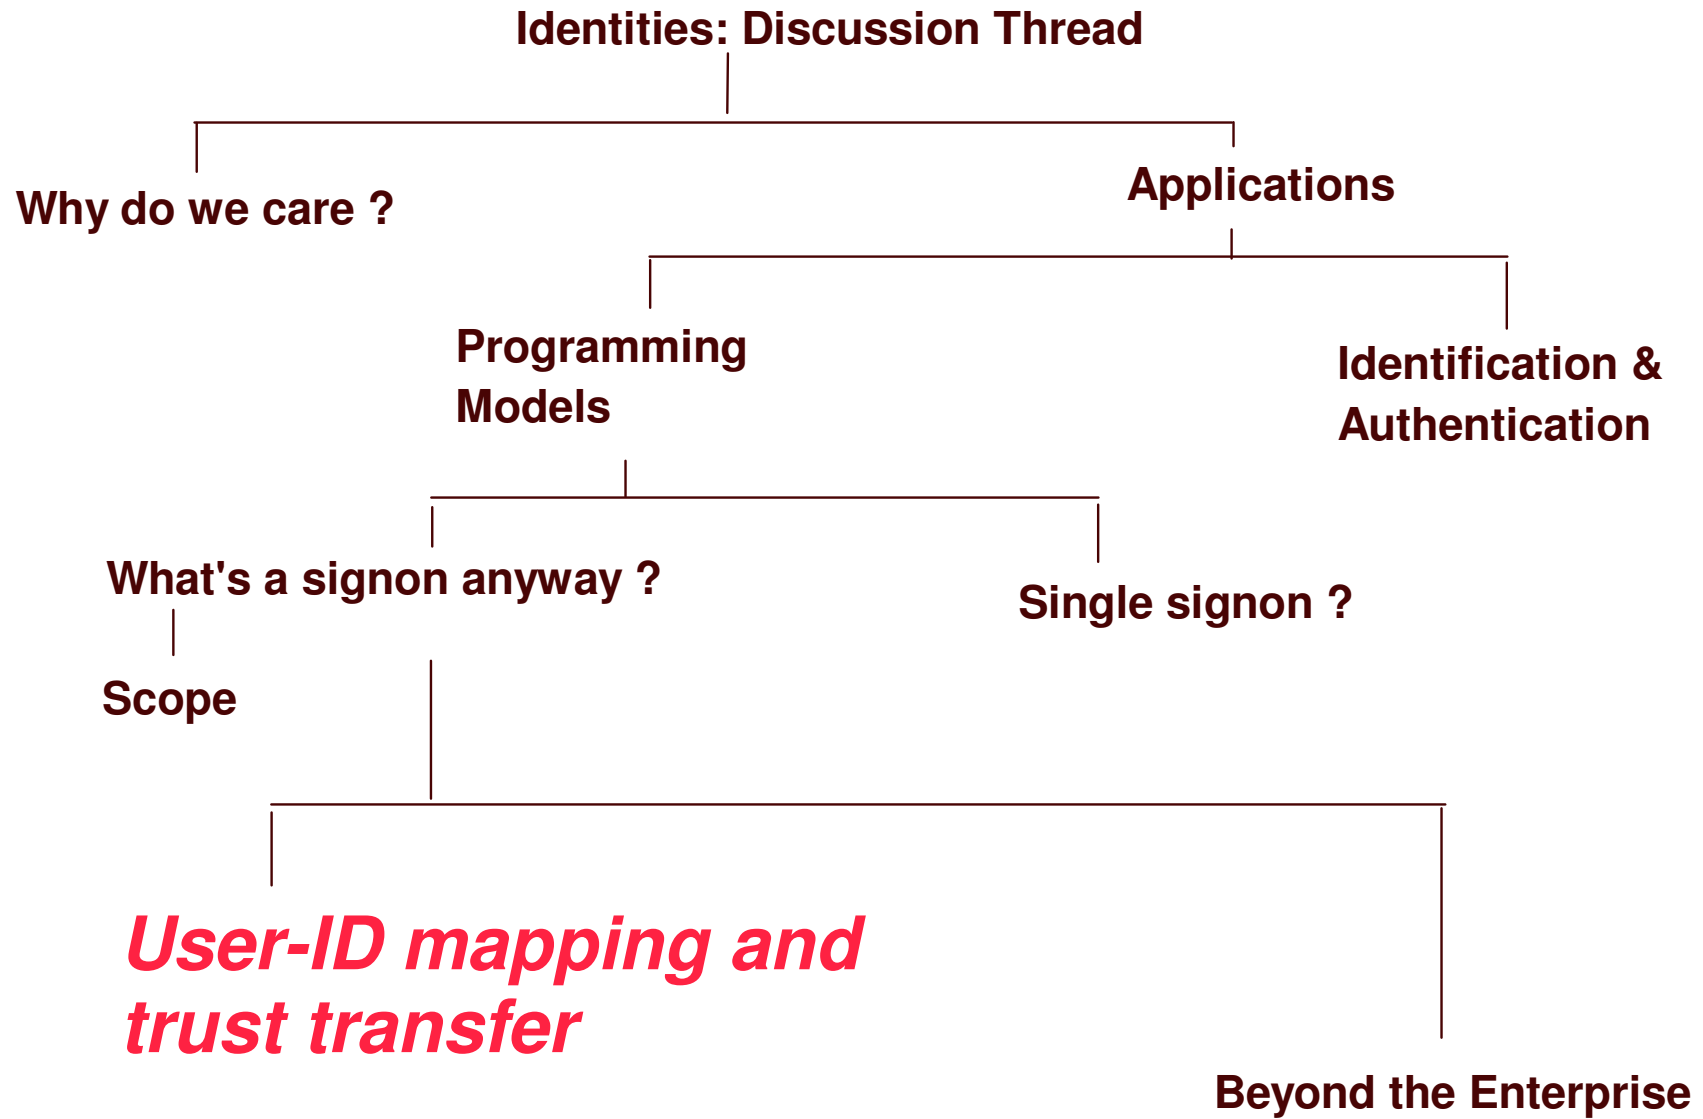 Identities: Discussion Thread
Why do we care ?
Applications
Programming
Models
Identification &
Authentication
What's a signon anyway ?
Single signon ?
Scope
User-ID mapping and
trust transfer
Beyond the Enterprise